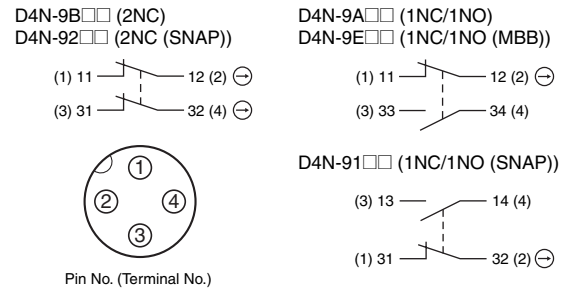 D4N-9B□□ (2NC)
D4N-92□□ (2NC (SNAP))
(1) 11 12 (2)
(3) 31 32 (4)
1
2 4
3
Pin No. (Terminal No.)
D4N-9A□□ (1NC/1NO)
D4N-9E□□ (1NC/1NO (MBB))
(1) 11 12 (2)
(3) 33 34 (4)
D4N-91□□ (1NC/1NO (SNAP))
(3) 13 14 (4)
(1) 31 32 (2)